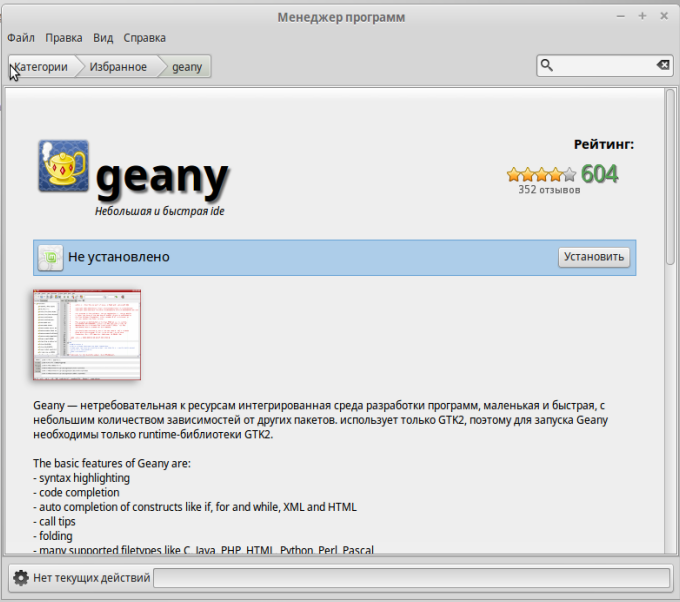 Менеджер программ
Файл Правка Вид Справка
Категории Избранное geany
Рейтинг:
geany
604
352 отзывов
Небольшая и быстрая ide
Не установлено
Установить
Geany — нетребовательная к ресурсам интегрированная среда разработки программ, маленькая и быстрая, с
небольшим количеством зависимостей от других пакетов. использует только GTK2, поэтому для запуска Geany
необходимы только runtime-библиотеки GTK2.
The basic features of Geany are:
- syntax highlighting
- code completion
- auto completion of constructs like if, for and while, XML and HTML
- call tips
- folding
- many supported filetypes like C, Java, PHP, HTML, Python, Perl, Pascal
Нет текущих действий